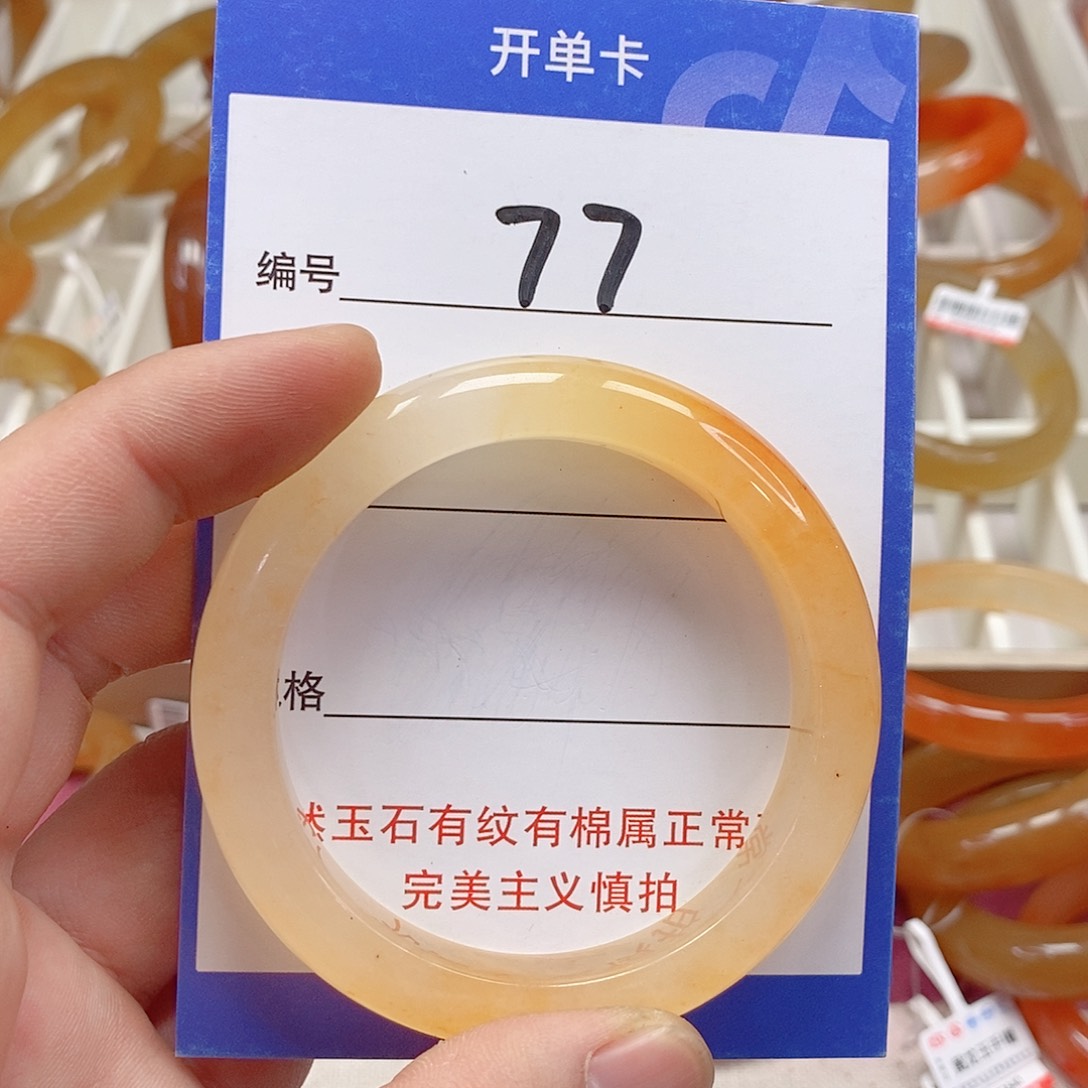 开单卡
编号 77
格
玉石有纹有棉属正常
完美主义慎拍